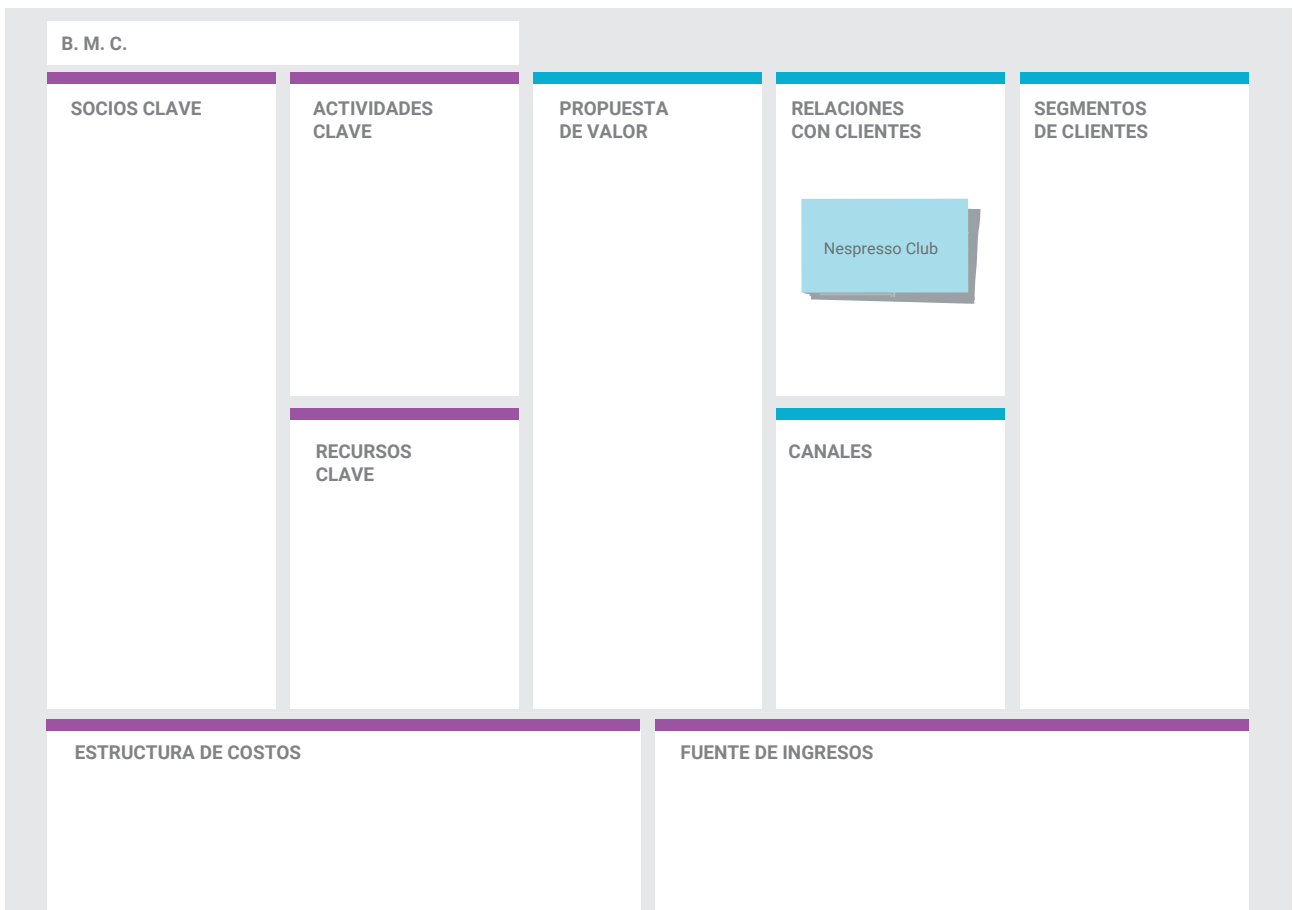 B. M. C.
SOCIOS CLAVE
ACTIVIDADES
CLAVE
PROPUESTA
DE VALOR
RELACIONES
CON CLIENTES
SEGMENTOS
DE CLIENTES
Nespresso Club
RECURSOS
CLAVE
CANALES
ESTRUCTURA DE COSTOS
FUENTE DE INGRESOS